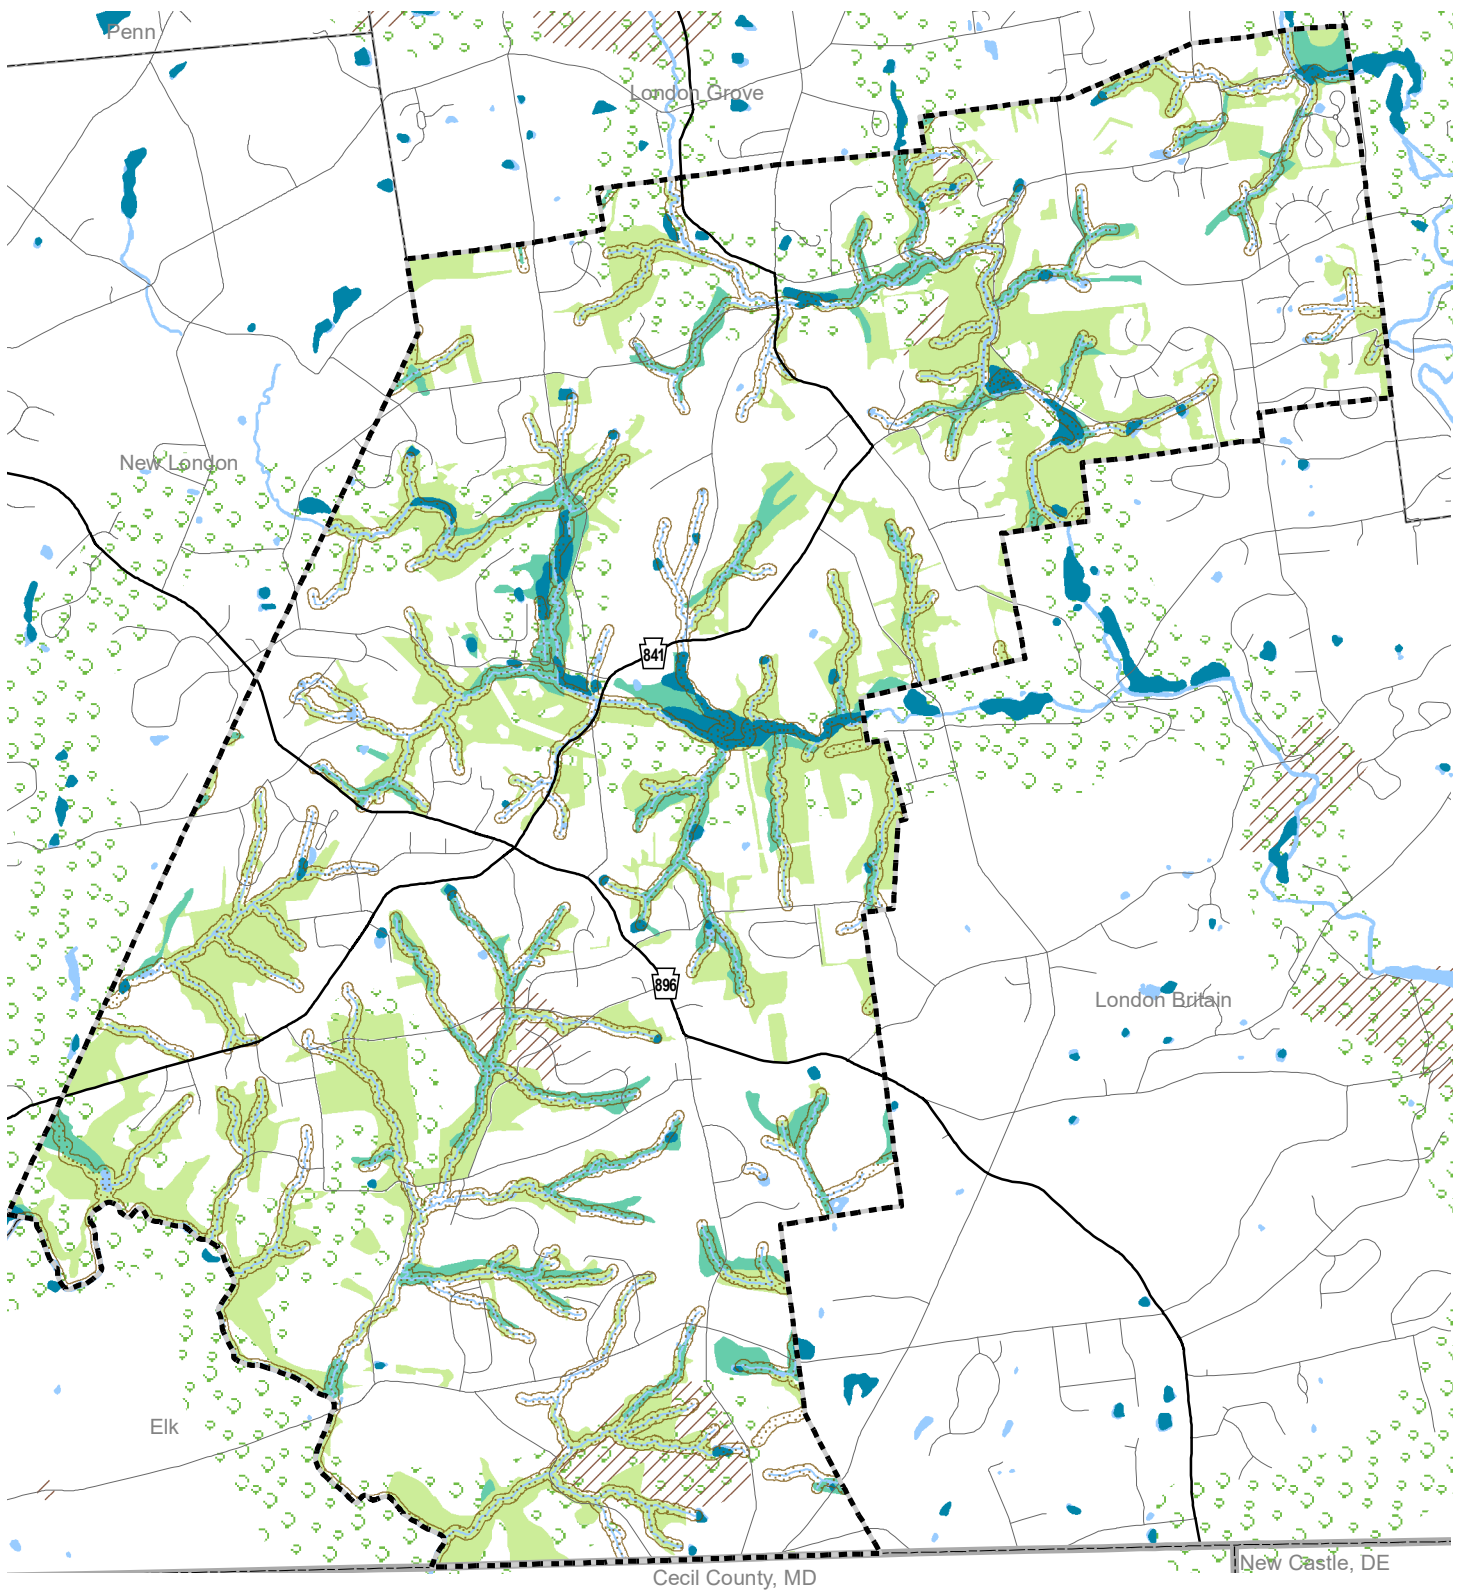 Penn
London Grove
New London
841
896
London Britain
Elk
New Castle, DE
Cecil County, MD